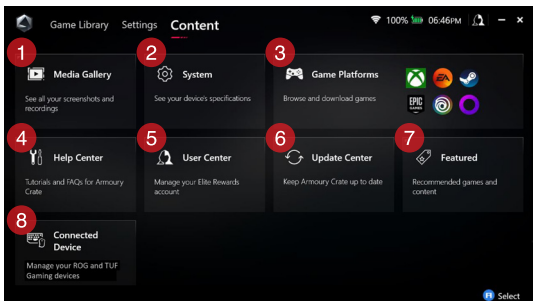 Game Library Settings Content 100% 06:46PM
1 2 3
Media Gallery System Game Platforms
See all your screenshots and
recordings
See your device's specifications
Browse and download games
EA
EPIC
GAMES
4 5 6 7
Help Center User Center Update Center Featured
Tutorials and FAQs for Armoury
Crate
Manage your Elite Rewards
account
Keep Armoury Crate up to date
Recommended games and
content
8
Connected
Device
Manage your ROG and TUF
Gaming devices
Select